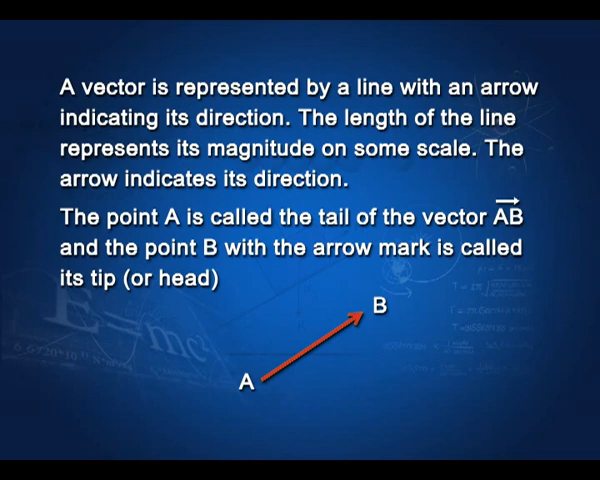 A vector is represented by a line with an arrow
indicating its direction. The length of the line
represents its magnitude on some scale. The
arrow indicates its direction.
The point A is called the tail of the vector A⃗B⃗
and the point B with the arrow mark is called
its tip (or head)
B
A
E=mc²